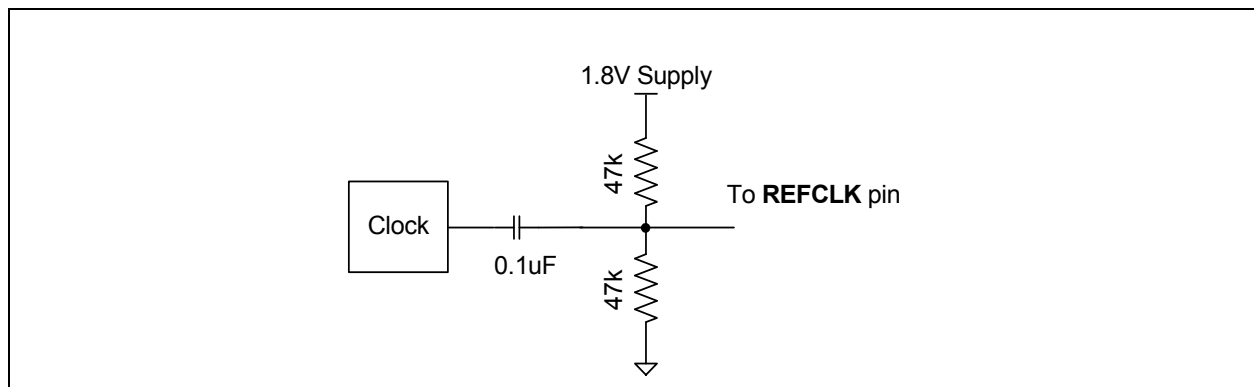 1.8V Supply
47k
To REFCLK pin
Clock
0.1uF
47k